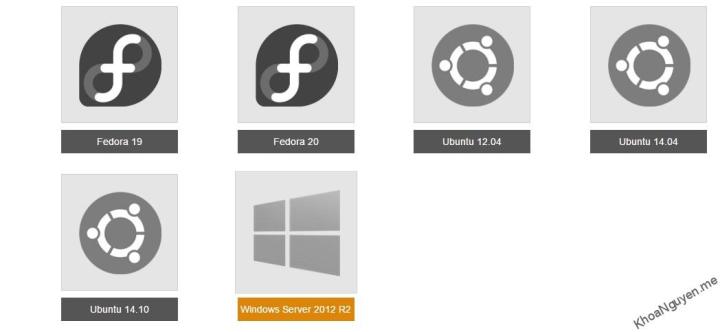 Fedora 19
Fedora 20
Ubuntu 12.04
Ubuntu 14.04
Ubuntu 14.10
Windows Server 2012 R2
KhoaNguyen.me